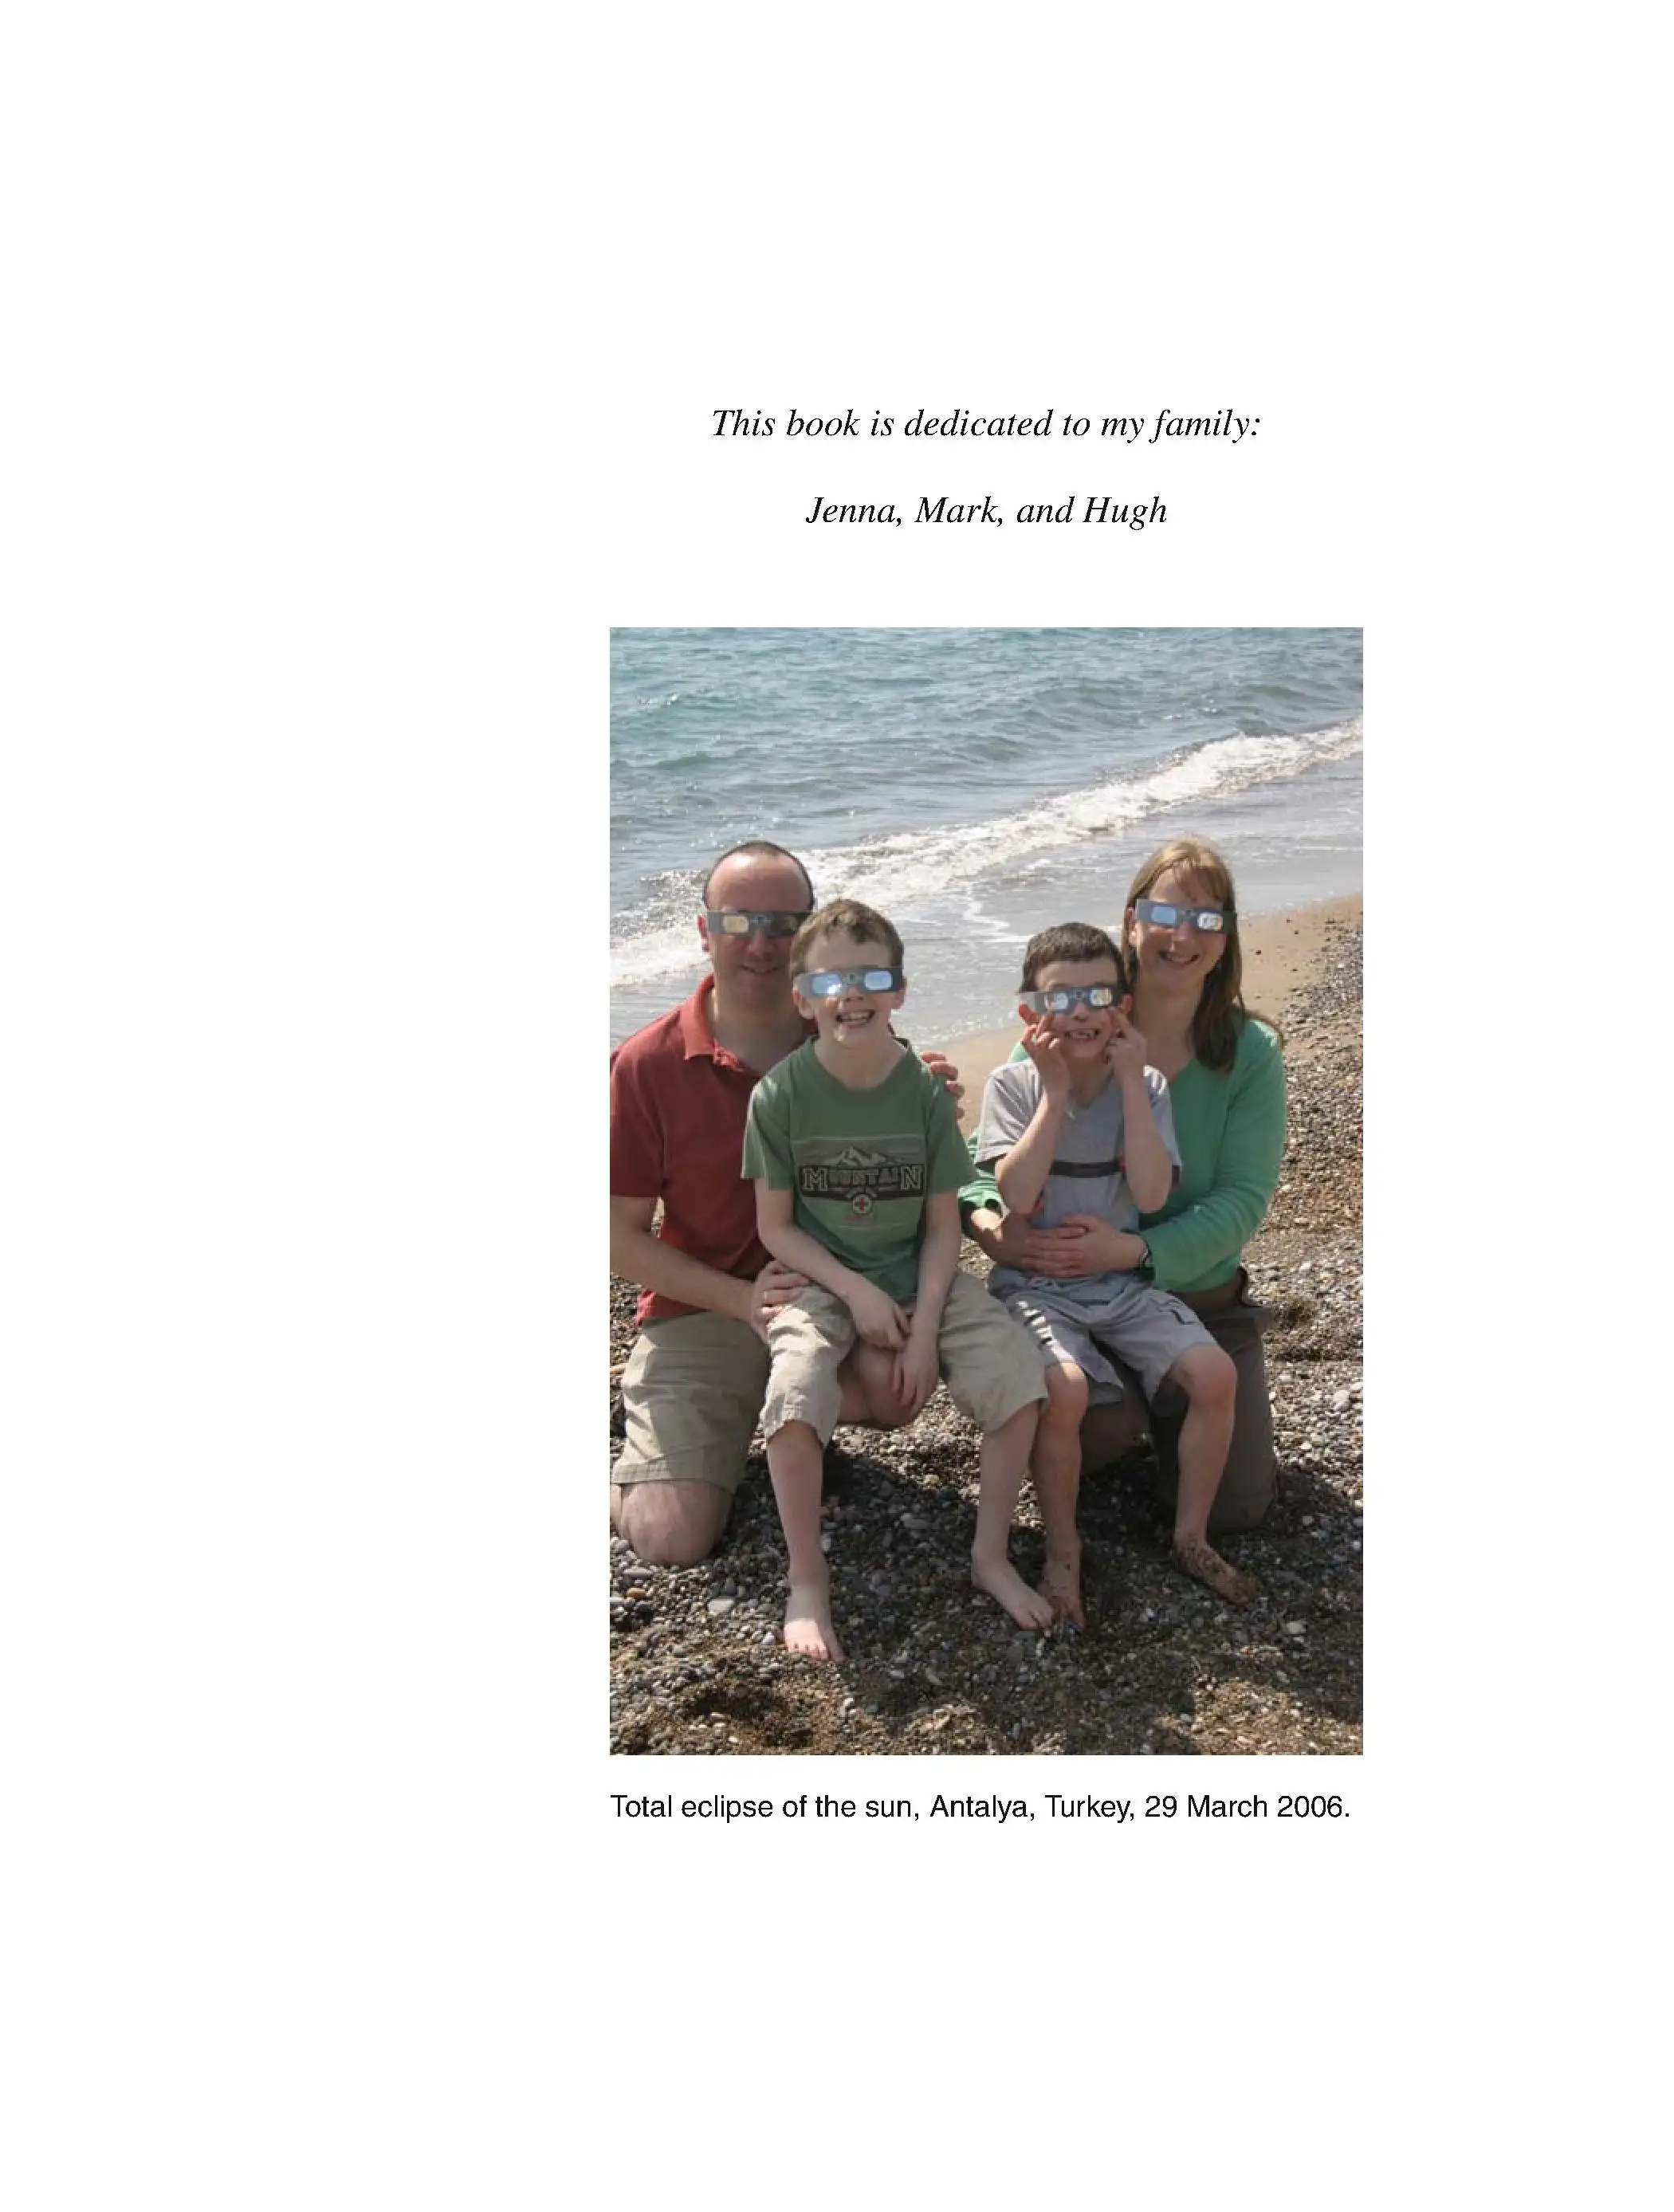 This book is dedicated to my family:
Jenna, Mark, and Hugh
MOUNTAIN
Total eclipse of the sun, Antalya, Turkey, 29 March 2006.